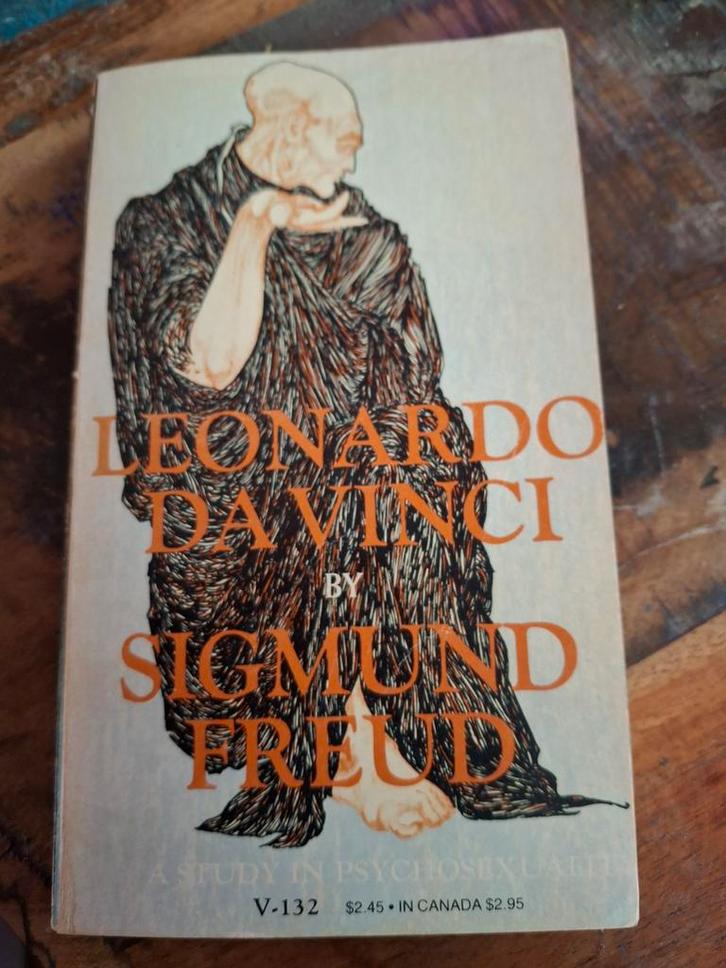 LEONARDO
DA VINCI
BY
SIGMUND
FREUD
A STUDY IN PSYCHOSEXUALITY
V-132 $2.45 • IN CANADA $2.95